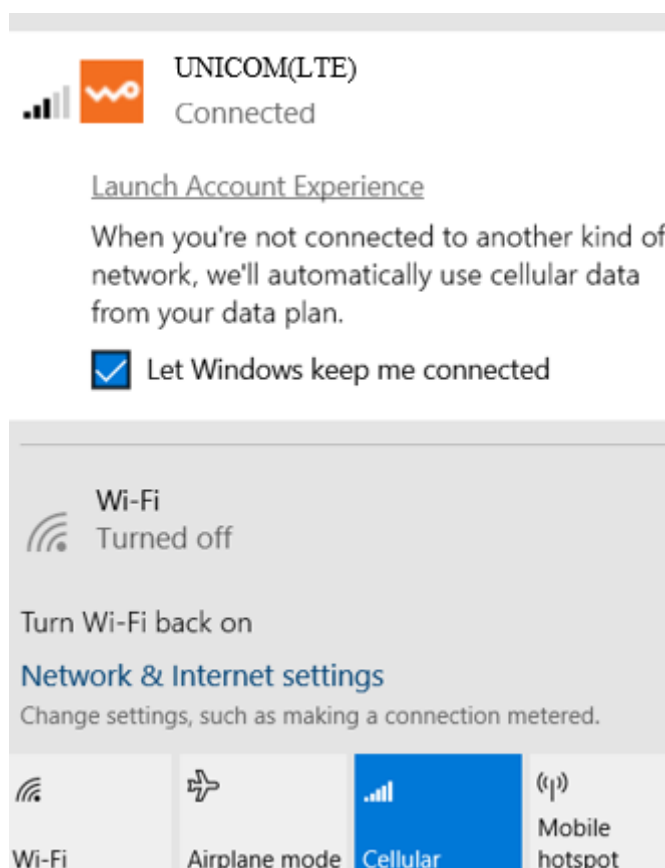 UNICOM(LTE)
Connected
Launch Account Experience
When you're not connected to another kind of
network, we'll automatically use cellular data
from your data plan.
Let Windows keep me connected
Wi-Fi
Turned off
Turn Wi-Fi back on
Network & Internet settings
Change settings, such as making a connection metered.
Wi-Fi
Airplane mode
Cellular
Mobile
hotspot